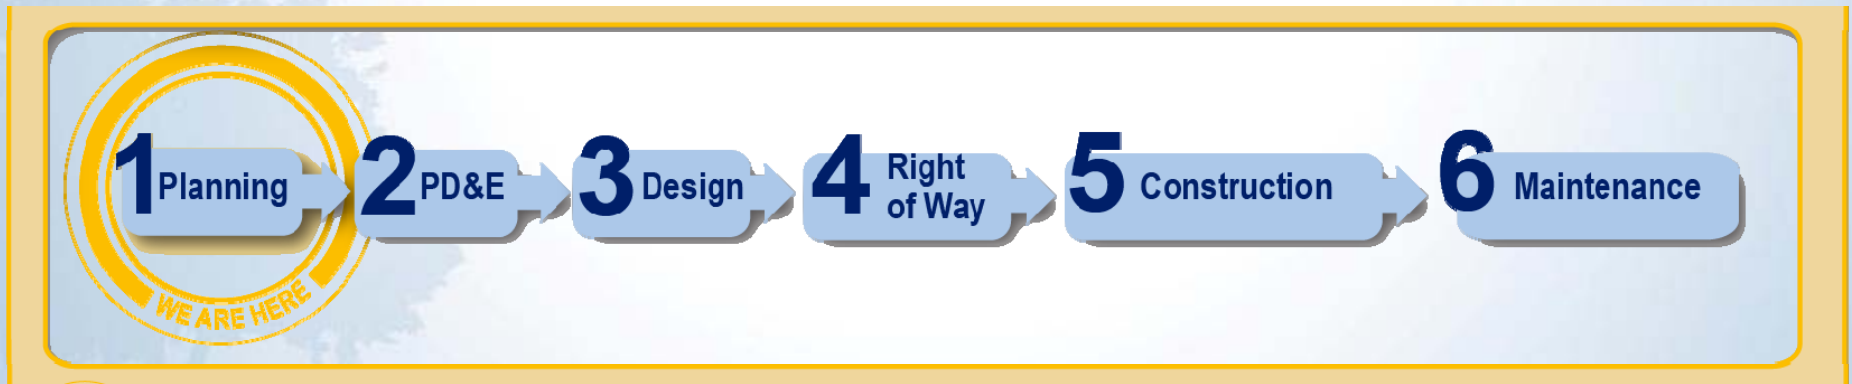 1 Planning
2 PD&E
3 Design
4 Right
of Way
5 Construction
6 Maintenance
WE ARE HERE